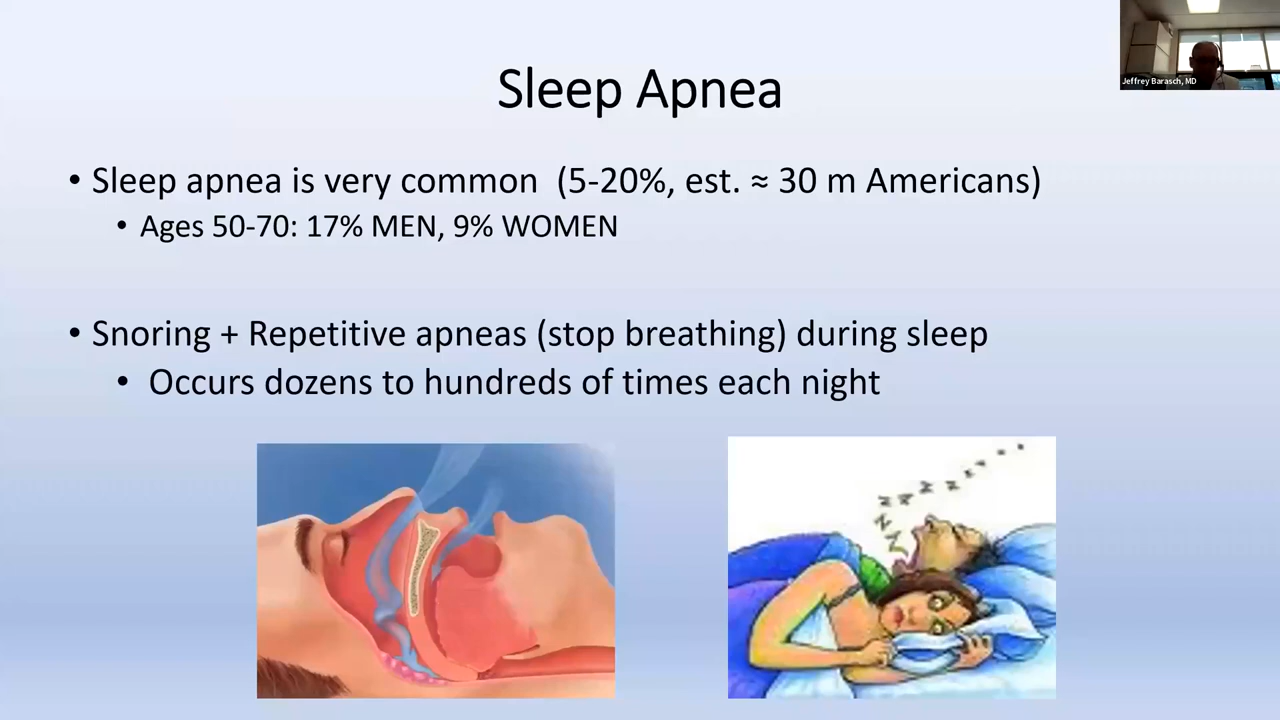 Jeffrey Barasch, MD
Sleep Apnea
• Sleep apnea is very common (5-20%, est. ≈ 30 m Americans)
• Ages 50-70: 17% MEN, 9% WOMEN
• Snoring + Repetitive apneas (stop breathing) during sleep
• Occurs dozens to hundreds of times each night